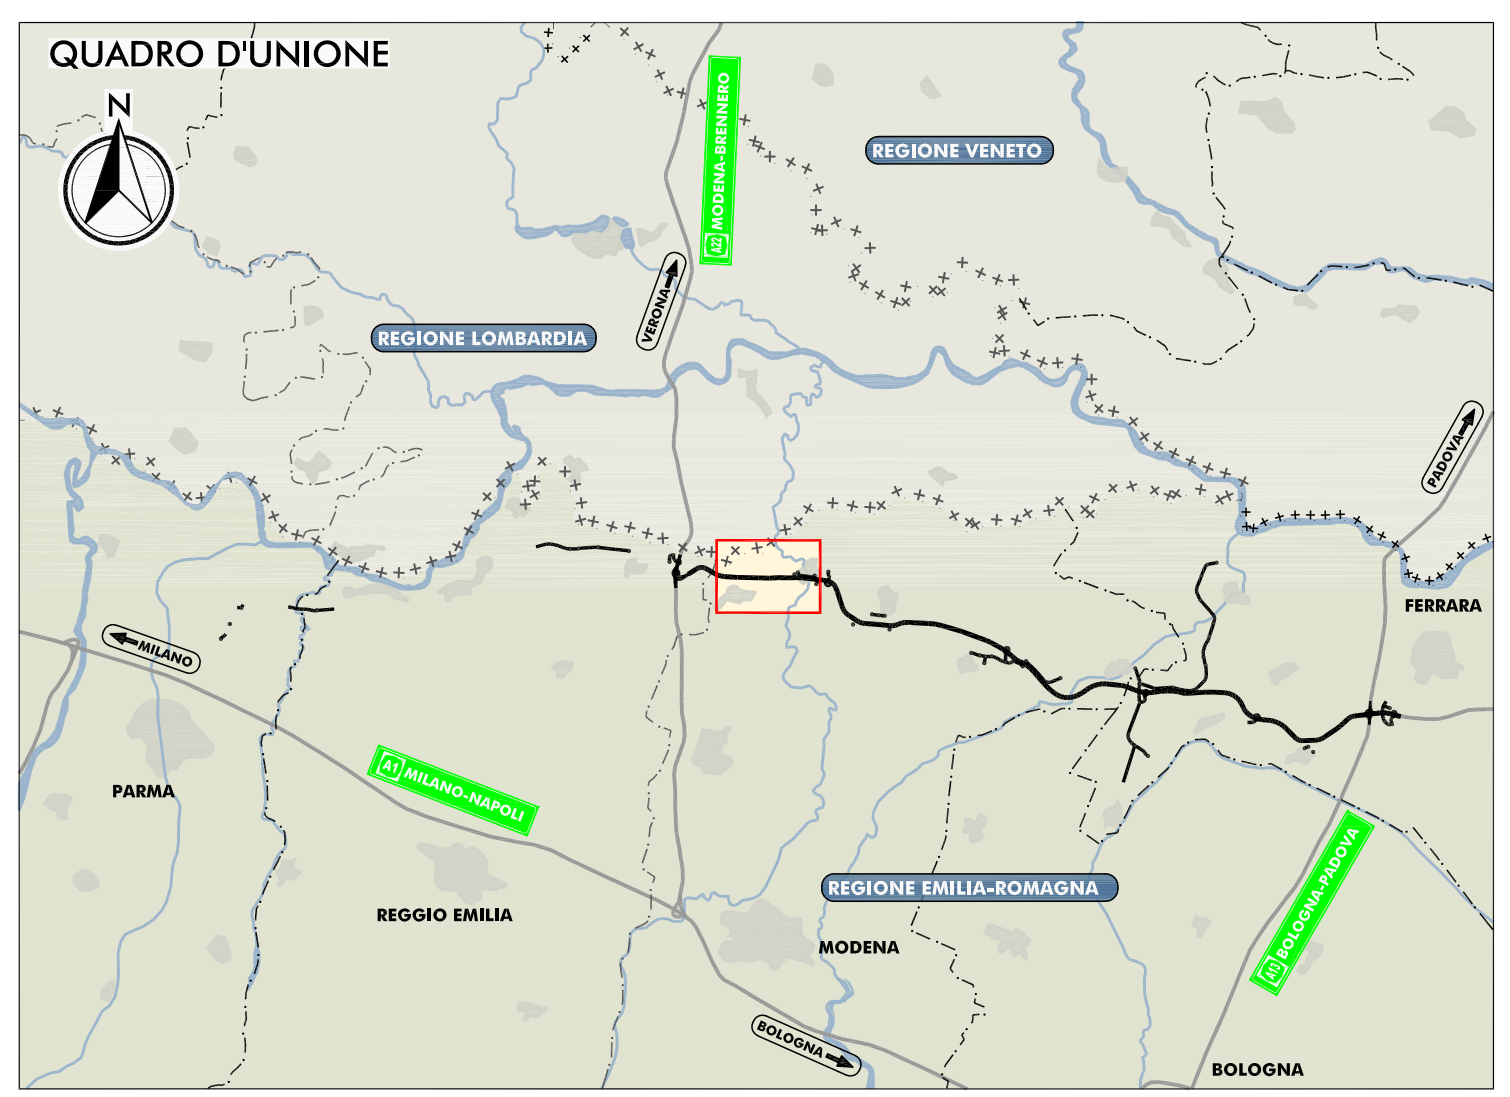 QUADRO D'UNIONE
N
A22 MODENA-BRENNERO
REGIONE VENETO
VERONA
REGIONE LOMBARDIA
PADOVA
FERRARA
MILANO
PARMA
A1 MILANO-NAPOLI
REGGIO EMILIA
REGIONE EMILIA-ROMAGNA
A13 BOLOGNA-PADOVA
MODENA
BOLOGNA
BOLOGNA